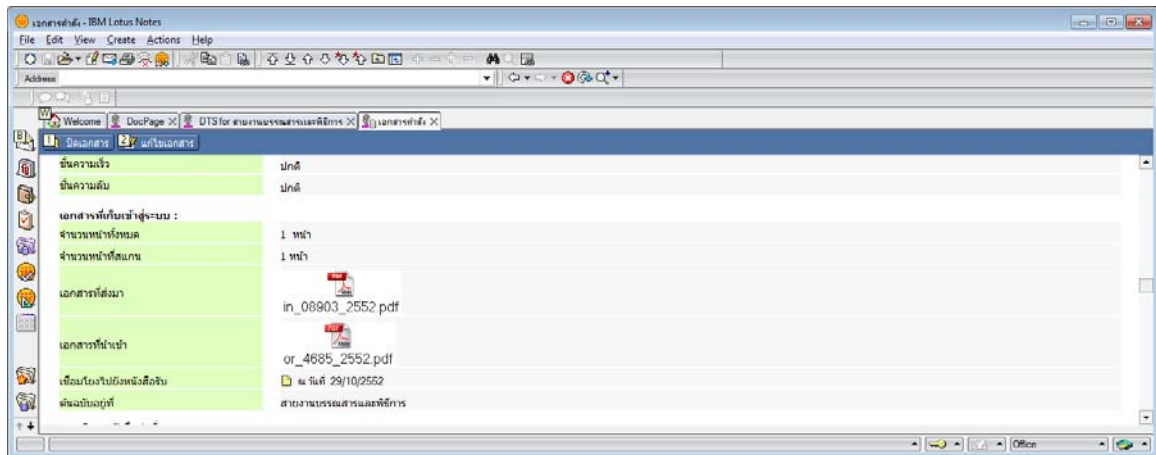 เอกสารคำสั่ง - IBM Lotus Notes
File Edit View Create Actions Help
Address
Welcome DocPage DTS for สายงานบรรณสารและพิธีการ เอกสารคำสั่ง
1 ปิดเอกสาร 2 แก้ไขเอกสาร
ชั้นความเร็ว ปกติ
ชั้นความลับ ปกติ
เอกสารที่เก็บเข้าสู่ระบบ :
จำนวนหน้าทั้งหมด 1 หน้า
จำนวนหน้าที่สแกน 1 หน้า
เอกสารที่ส่งมา in_08903_2552.pdf
เอกสารที่นำเข้า or_4685_2552.pdf
เชื่อมโยงไปยังหนังสือรับ ณ วันที่ 29/10/2552
ต้นฉบับอยู่ที่ สายงานบรรณสารและพิธีการ
Office